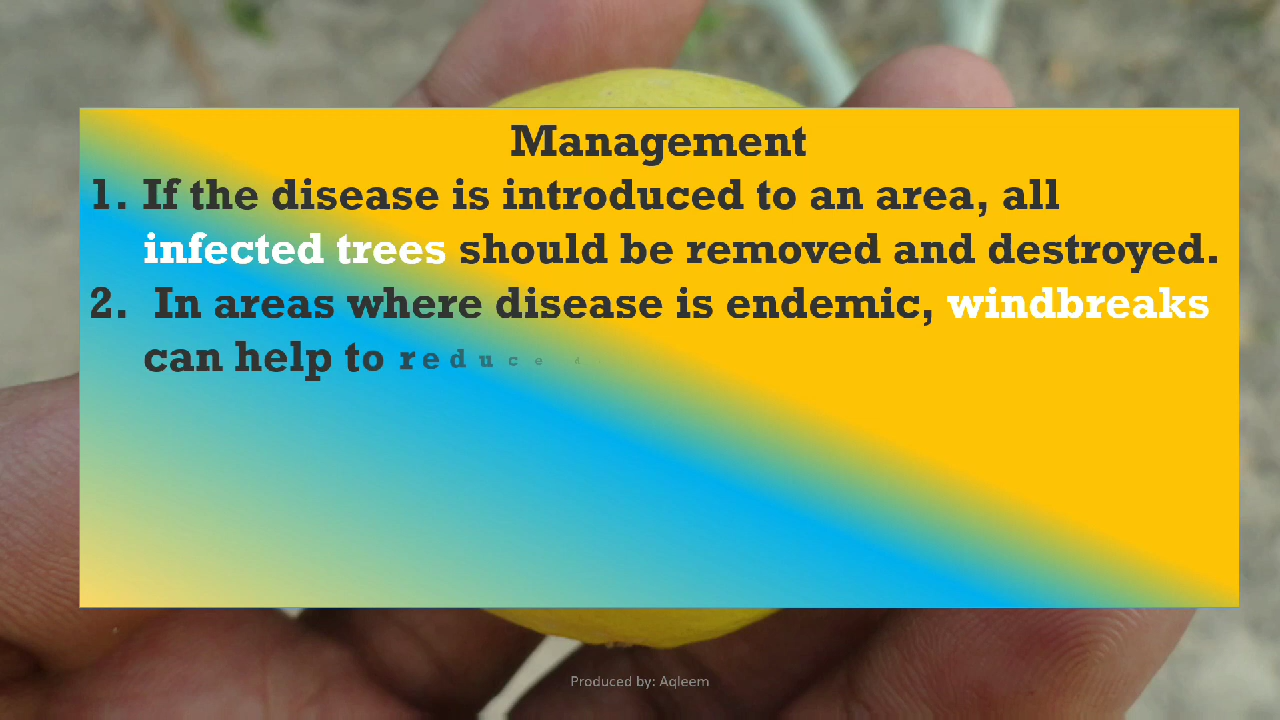 Management
1. If the disease is introduced to an area, all
infected trees should be removed and destroyed.
2. In areas where disease is endemic, windbreaks
can help to reduce
Produced by: Aqleem